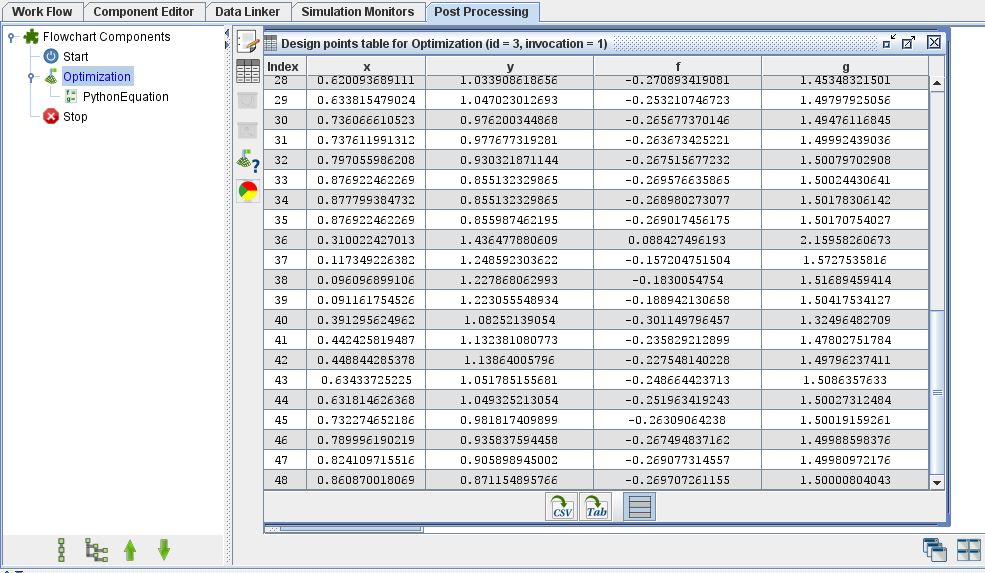 Work Flow Component Editor Data Linker Simulation Monitors Post Processing
Flowchart Components
Start
Optimization
PythonEquation
Stop
Design points table for Optimization (id = 3, invocation = 1)
Index x y f g
28 0.620093689111 1.033908618656 -0.270893419081 1.45348321501
29 0.633815479024 1.047023012693 -0.253210746723 1.49797925056
30 0.736066610523 0.976200344868 -0.265677370146 1.49476116845
31 0.737611991312 0.977677319281 -0.263673425221 1.49992439036
32 0.797055986208 0.930321871144 -0.267515677232 1.50079702908
33 0.876922462269 0.855132329865 -0.269576635865 1.50024430641
34 0.877799384732 0.855132329865 -0.268980273077 1.50178306142
35 0.876922462269 0.855987462195 -0.269017456175 1.50170754027
36 0.310022427013 1.436477880609 0.088427496193 2.15958260673
37 0.117349226382 1.248592303622 -0.157204751504 1.5727535816
38 0.096096899106 1.227868062993 -0.1830054754 1.51689459414
39 0.091161754526 1.223055548934 -0.188942130658 1.50417534127
40 0.391295624962 1.08252139054 -0.301149796457 1.32496482709
41 0.442425819487 1.132381080773 -0.235829212899 1.47802751784
42 0.448844285378 1.13864005796 -0.227548140228 1.49796237411
43 0.63433725225 1.051785155681 -0.248664423713 1.5086357633
44 0.631814626368 1.049325213054 -0.251963419243 1.50027312484
45 0.732274652186 0.981817409899 -0.26309064238 1.50019159261
46 0.789996190219 0.935837594458 -0.267494837162 1.49988598376
47 0.824109715516 0.905898945002 -0.269077314557 1.49980972176
48 0.860870018069 0.871154895766 -0.269707261155 1.50000804043
CSV Tab